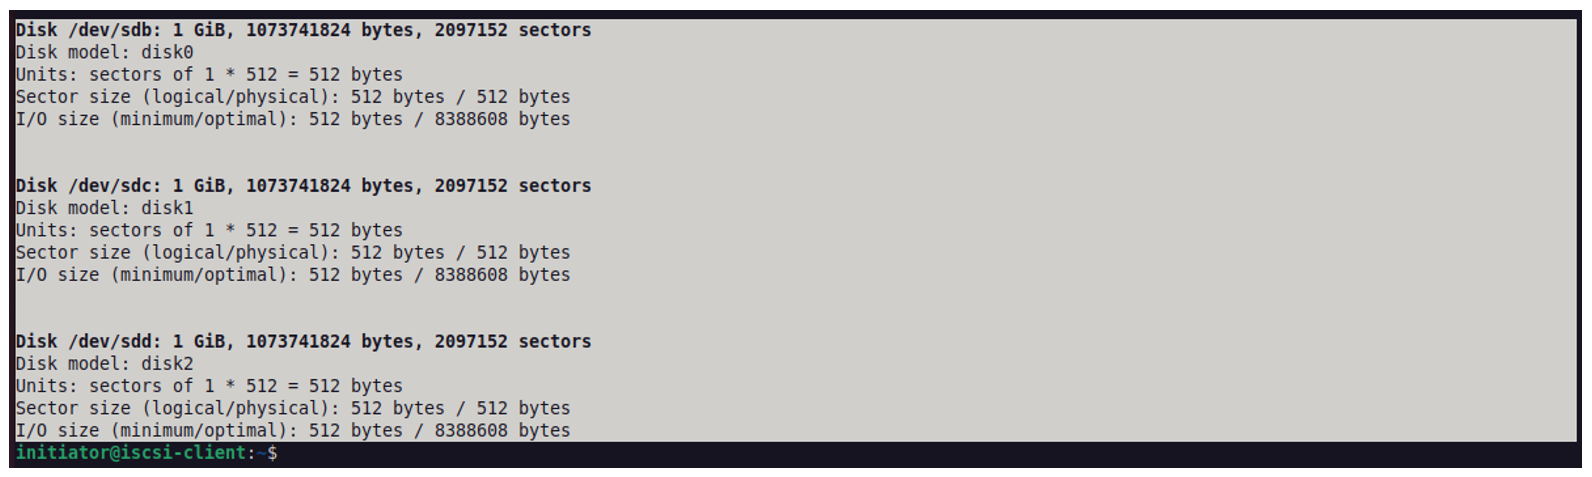 Disk /dev/sdb: 1 GiB, 1073741824 bytes, 2097152 sectors
Disk model: disk0
Units: sectors of 1 * 512 = 512 bytes
Sector size (logical/physical): 512 bytes / 512 bytes
I/O size (minimum/optimal): 512 bytes / 8388608 bytes
Disk /dev/sdc: 1 GiB, 1073741824 bytes, 2097152 sectors
Disk model: disk1
Units: sectors of 1 * 512 = 512 bytes
Sector size (logical/physical): 512 bytes / 512 bytes
I/O size (minimum/optimal): 512 bytes / 8388608 bytes
Disk /dev/sdd: 1 GiB, 1073741824 bytes, 2097152 sectors
Disk model: disk2
Units: sectors of 1 * 512 = 512 bytes
Sector size (logical/physical): 512 bytes / 512 bytes
I/O size (minimum/optimal): 512 bytes / 8388608 bytes
initiator@iscsi-client:~$